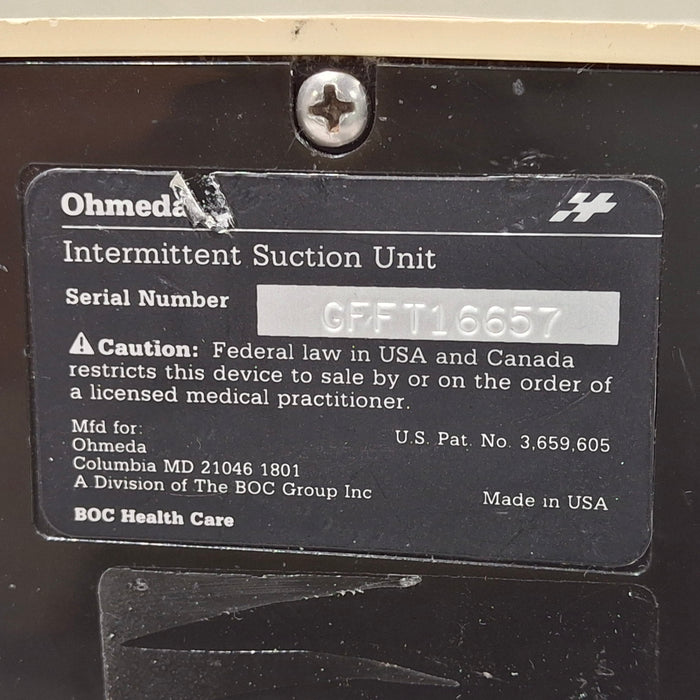 Ohmeda
Intermittent Suction Unit
Serial Number GFFT16657
Caution: Federal law in USA and Canada
restricts this device to sale by or on the order of
a licensed medical practitioner.
Mfd for:
Ohmeda
Columbia MD 21046 1801
A Division of The BOC Group Inc
U.S. Pat. No. 3,659,605
Made in USA
BOC Health Care